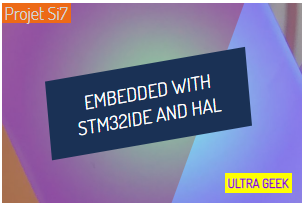 Projet Si7
EMBEDDED WITH
STM32IDE AND HAL
ULTRA GEEK